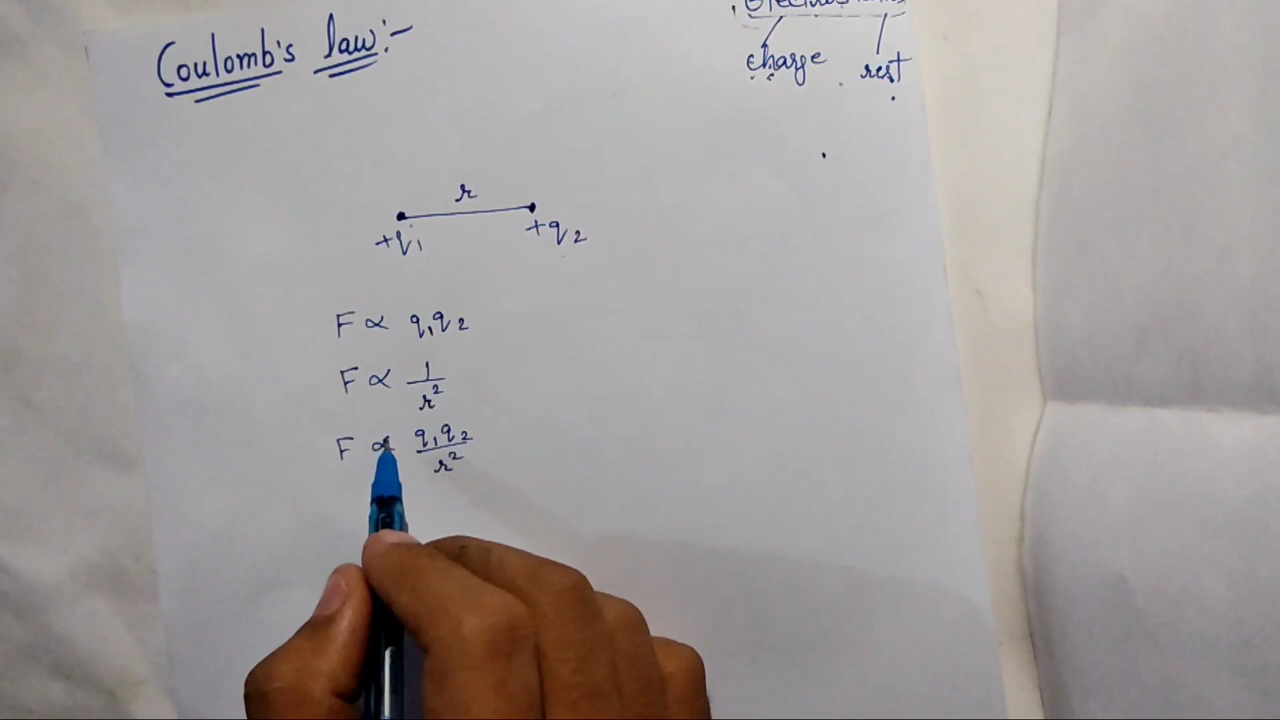 Coulomb's law:-
charge rest
r
+q₁ +q₂
F ∝ q₁q₂
F ∝ 1/r²
F ∝ q₁q₂/r²